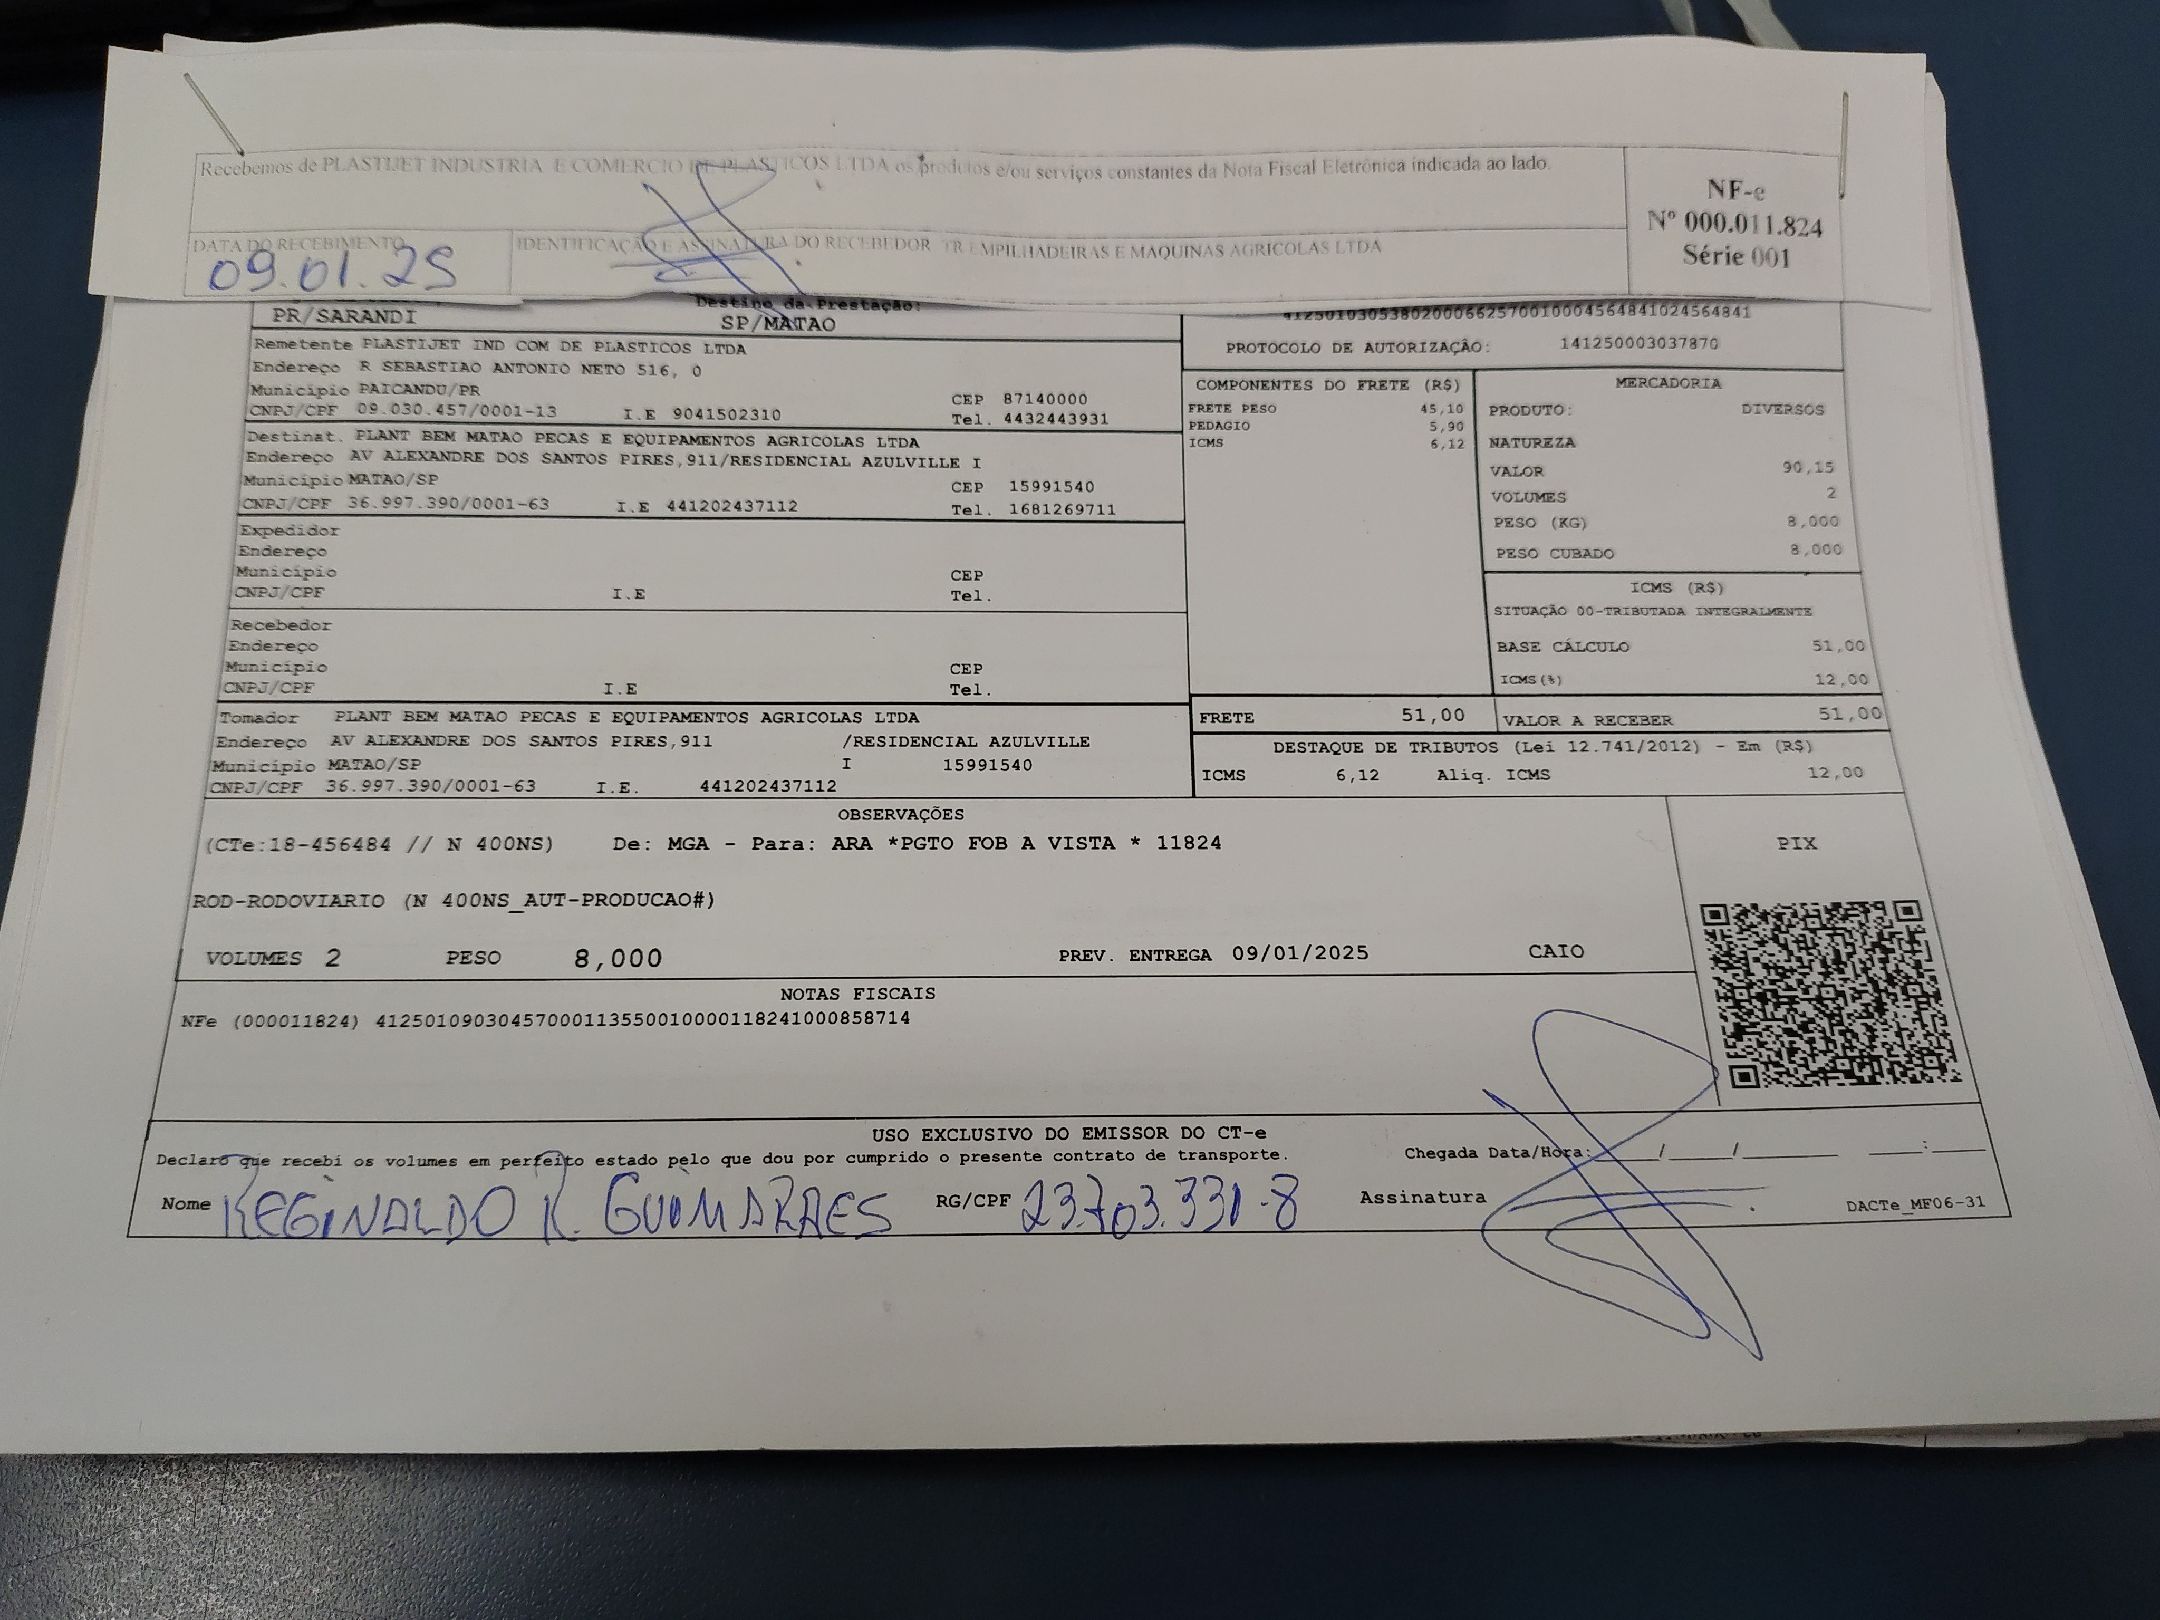 Recebemos de PLASTIJET INDUSTRIA E COMERCIO DE PLASTICOS LTDA os produtos e/ou serviços constantes da Nota Fiscal Eletrônica indicada ao lado.
NF-e
Nº 000.011.824
Série 001
DATA DO RECEBIMENTO
09.01.25
IDENTIFICAÇÃO E ASSINATURA DO RECEBEDOR TR EMPILHADEIRAS E MAQUINAS AGRICOLAS LTDA
Destino da Prestação:
PR/SARANDI SP/MATAO
41250103053802000662570010004564841024564841
PROTOCOLO DE AUTORIZAÇÃO: 141250003037870
Remetente PLASTIJET IND COM DE PLASTICOS LTDA
Endereço R SEBASTIAO ANTONIO NETO 516, 0
Município PAICANDU/PR CEP 87140000
CNPJ/CPF 09.030.457/0001-13 I.E 9041502310 Tel. 4432443931
Destinat. PLANT BEM MATAO PECAS E EQUIPAMENTOS AGRICOLAS LTDA
Endereço AV ALEXANDRE DOS SANTOS PIRES,911/RESIDENCIAL AZULVILLE I
Município MATAO/SP CEP 15991540
CNPJ/CPF 36.997.390/0001-63 I.E 441202437112 Tel. 1681269711
Expedidor
Endereço
Município CEP
CNPJ/CPF I.E Tel.
Recebedor
Endereço
Município CEP
CNPJ/CPF I.E Tel.
Tomador PLANT BEM MATAO PECAS E EQUIPAMENTOS AGRICOLAS LTDA
Endereço AV ALEXANDRE DOS SANTOS PIRES,911 /RESIDENCIAL AZULVILLE
Município MATAO/SP I 15991540
CNPJ/CPF 36.997.390/0001-63 I.E. 441202437112
COMPONENTES DO FRETE (R$)
FRETE PESO 45,10
PEDAGIO 5,90
ICMS 6,12
MERCADORIA
PRODUTO: DIVERSOS
NATUREZA
VALOR 90,15
VOLUMES 2
PESO (KG) 8,000
PESO CUBADO 8,000
ICMS (R$)
SITUAÇÃO 00-TRIBUTADA INTEGRALMENTE
BASE CÁLCULO 51,00
ICMS(%) 12,00
FRETE 51,00 VALOR A RECEBER 51,00
DESTAQUE DE TRIBUTOS (Lei 12.741/2012) - Em (R$)
ICMS 6,12 Aliq. ICMS 12,00
OBSERVAÇÕES
(CTe:18-456484 // N 400NS) De: MGA - Para: ARA *PGTO FOB A VISTA * 11824
PIX
ROD-RODOVIARIO (N 400NS_AUT-PRODUCAO#)
VOLUMES 2 PESO 8,000 PREV. ENTREGA 09/01/2025 CAIO
NOTAS FISCAIS
NFe (000011824) 41250109030457000113550010000118241000858714
USO EXCLUSIVO DO EMISSOR DO CT-e
Declaro que recebi os volumes em perfeito estado pelo que dou por cumprido o presente contrato de transporte. Chegada Data/Hora:____/____/______ ___:___
Nome REGINALDO R. GUIMARAES RG/CPF 23.703.331-8 Assinatura DACTe_MF06-31